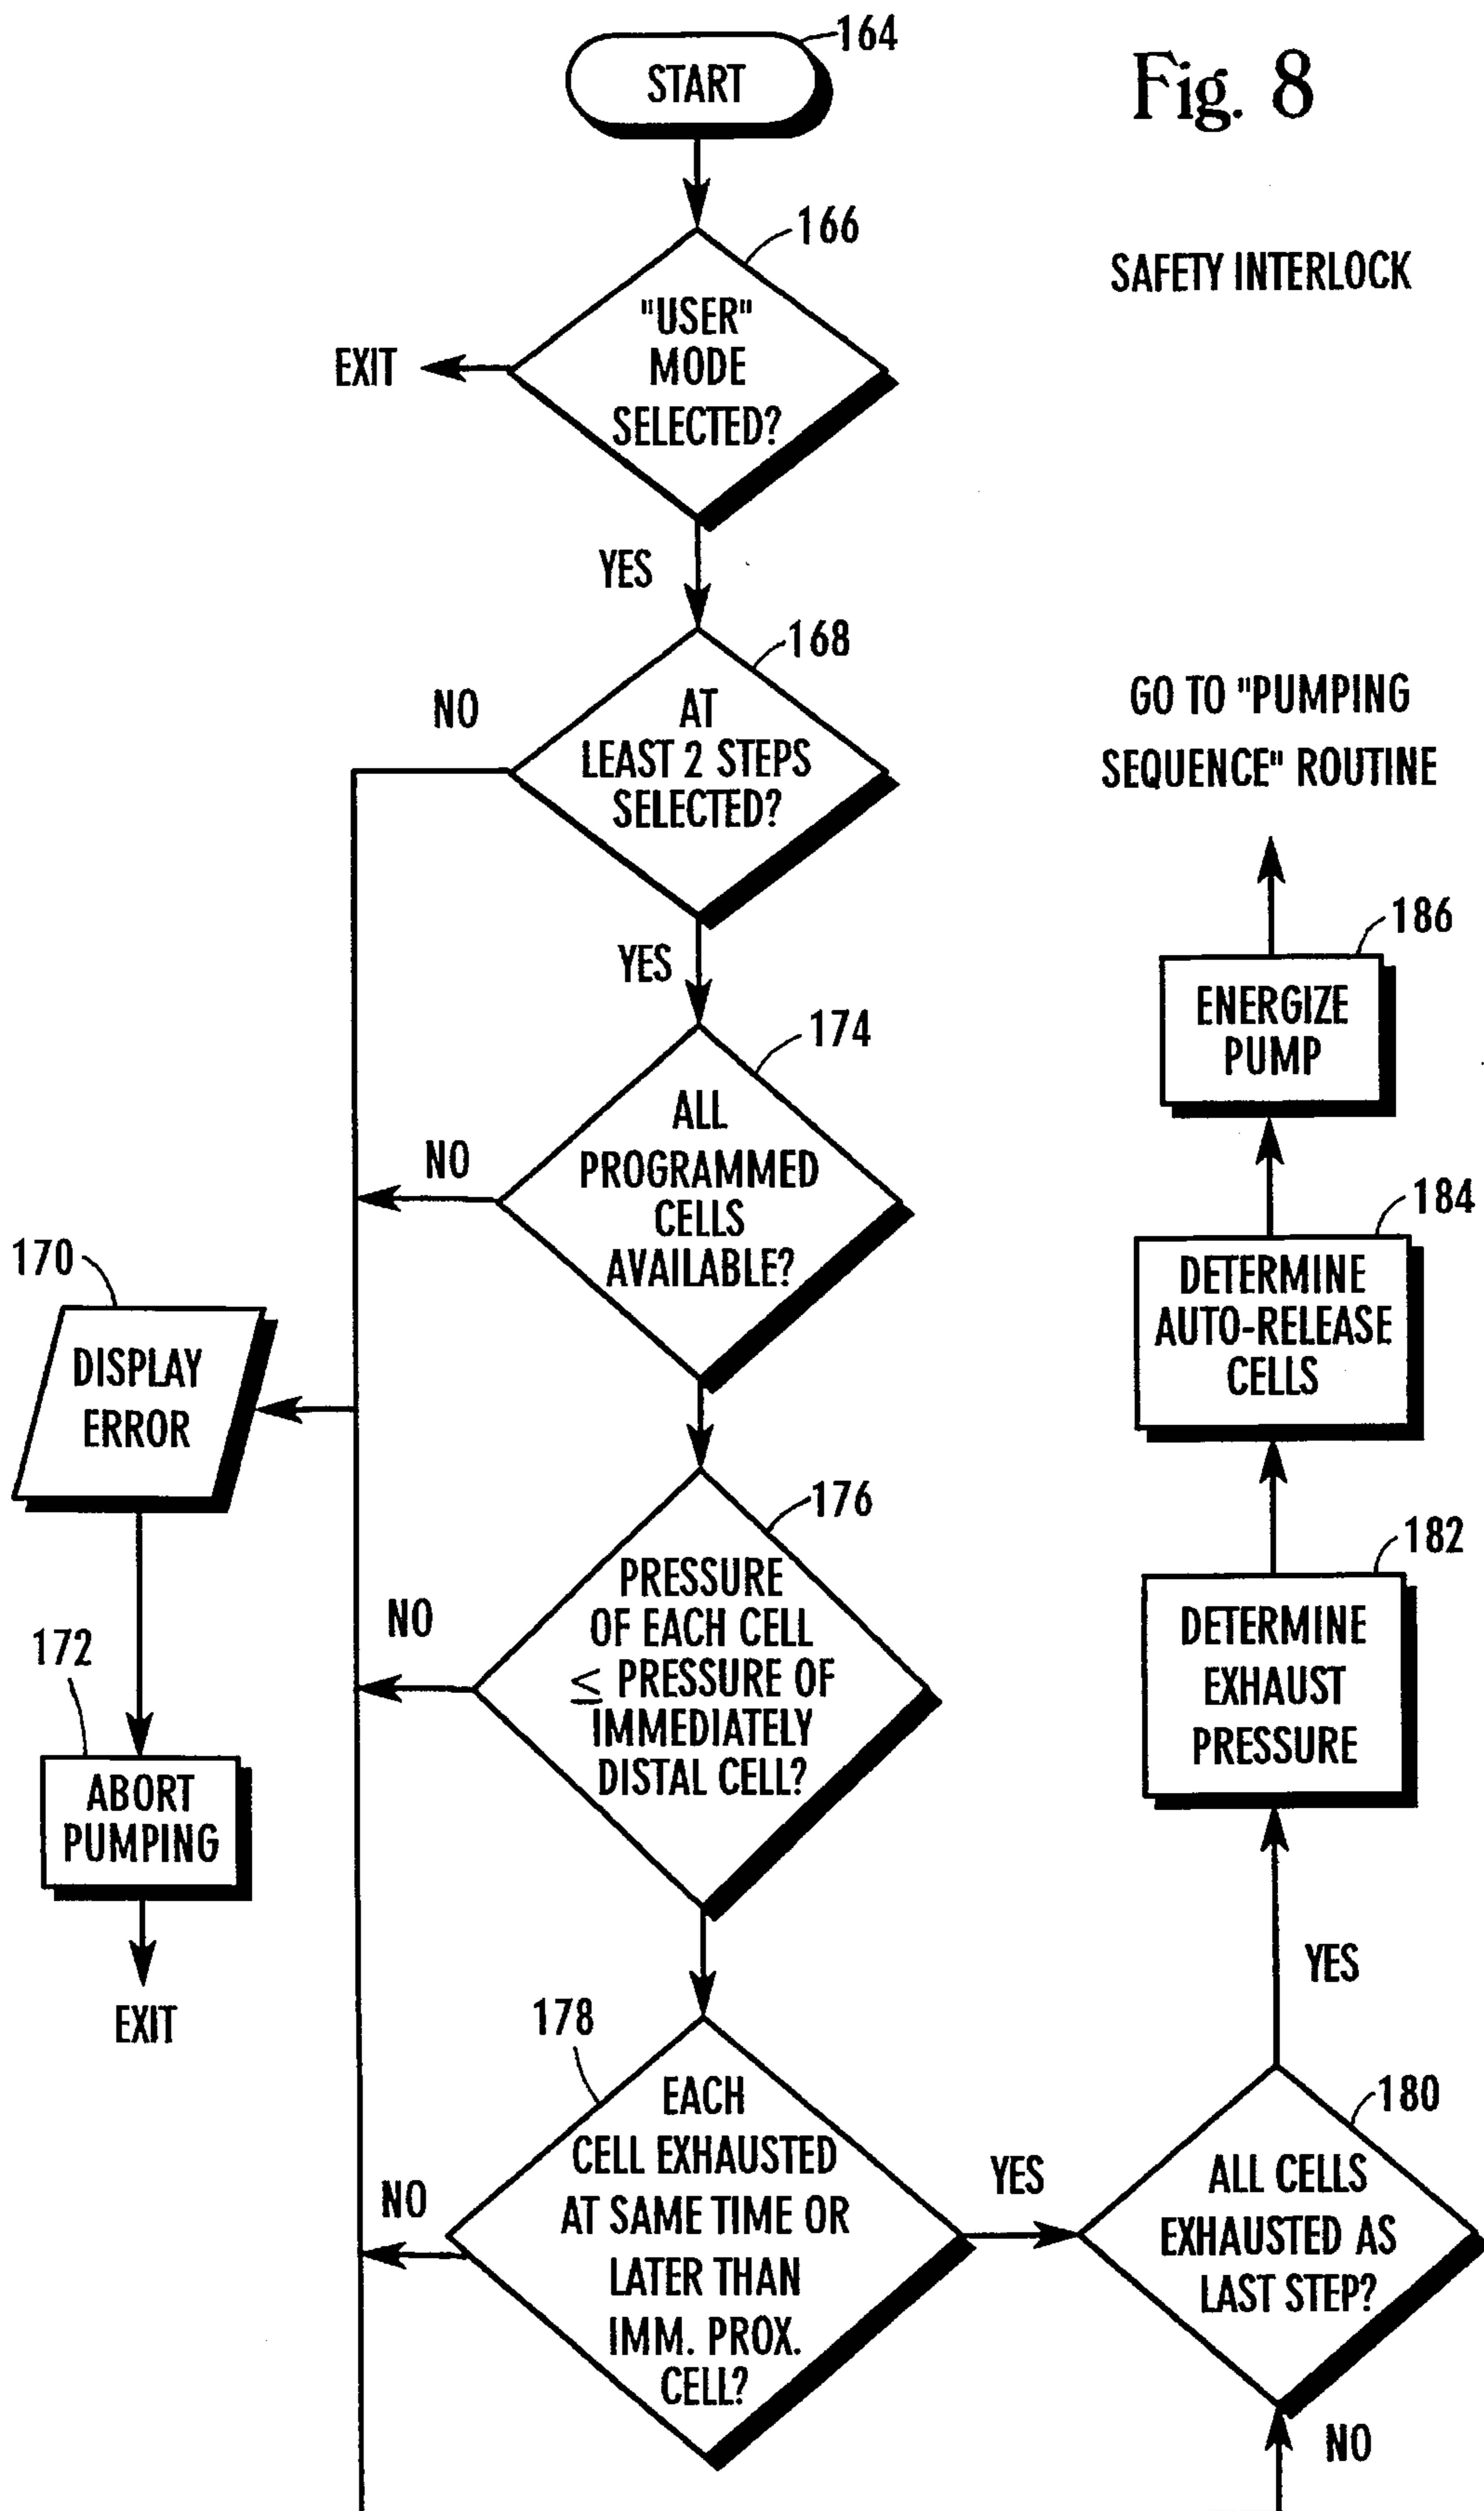 Fig. 8
SAFETY INTERLOCK
164
START
166
"USER"
MODE
SELECTED?
EXIT
YES
168
AT
LEAST 2 STEPS
SELECTED?
NO
YES
174
ALL
PROGRAMMED
CELLS
AVAILABLE?
NO
170
DISPLAY
ERROR
172
ABORT
PUMPING
EXIT
176
PRESSURE
OF EACH CELL
≤ PRESSURE OF
IMMEDIATELY
DISTAL CELL?
NO
178
EACH
CELL EXHAUSTED
AT SAME TIME OR
LATER THAN
IMM. PROX.
CELL?
NO
YES
180
ALL CELLS
EXHAUSTED AS
LAST STEP?
NO
YES
182
DETERMINE
EXHAUST
PRESSURE
184
DETERMINE
AUTO-RELEASE
CELLS
186
ENERGIZE
PUMP
GO TO "PUMPING
SEQUENCE" ROUTINE